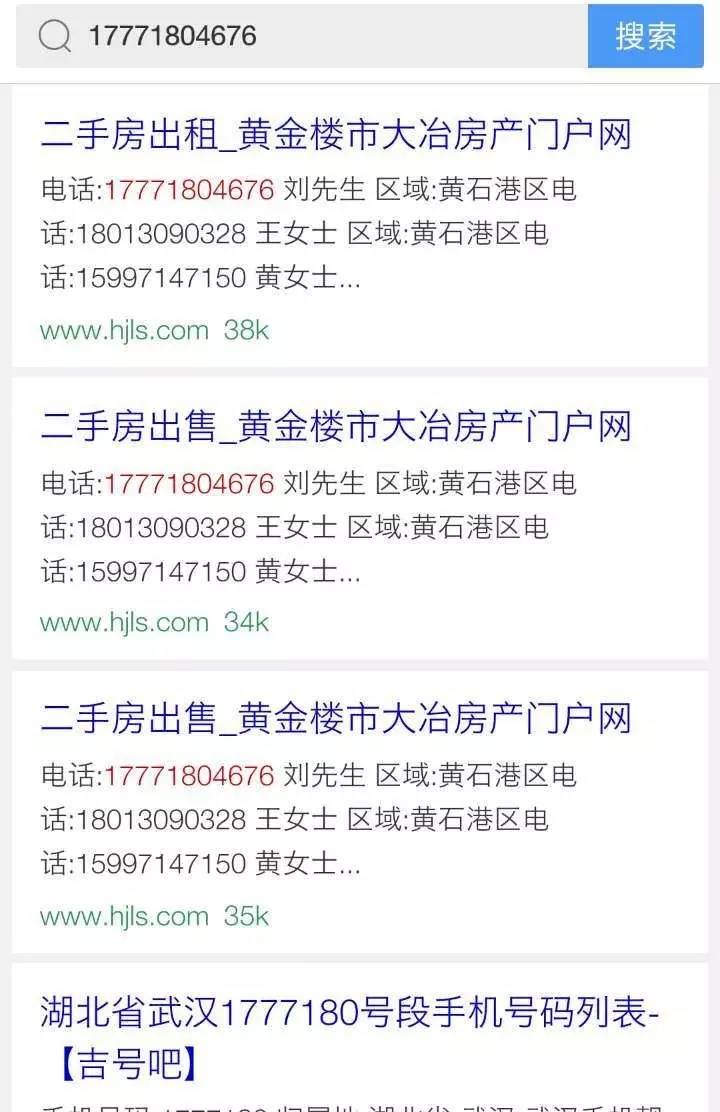 17771804676 搜索
二手房出租_黄金楼市大冶房产门户网
电话:17771804676 刘先生 区域:黄石港区电
话:18013090328 王女士 区域:黄石港区电
话:15997147150 黄女士...
www.hjls.com 38k
二手房出售_黄金楼市大冶房产门户网
电话:17771804676 刘先生 区域:黄石港区电
话:18013090328 王女士 区域:黄石港区电
话:15997147150 黄女士...
www.hjls.com 34k
二手房出售_黄金楼市大冶房产门户网
电话:17771804676 刘先生 区域:黄石港区电
话:18013090328 王女士 区域:黄石港区电
话:15997147150 黄女士...
www.hjls.com 35k
湖北省武汉1777180号段手机号码列表-
【吉号吧】